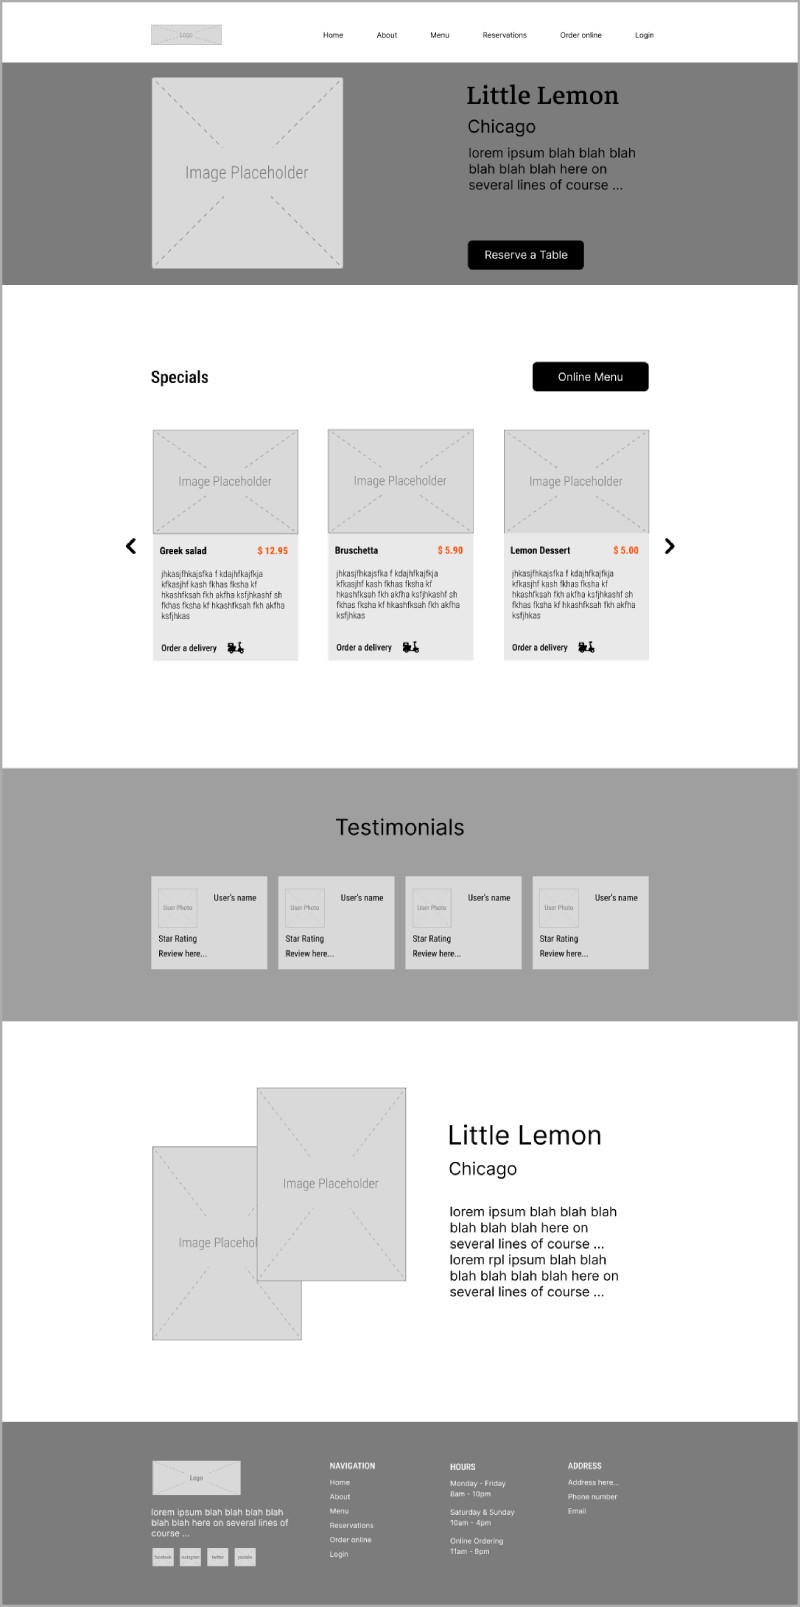 Logo
Home About Menu Reservations Order online Login
Image Placeholder
Little Lemon
Chicago
lorem ipsum blah blah blah
blah blah blah here on
several lines of course ...
Reserve a Table
Specials
Online Menu
Image Placeholder
Greek salad $ 12.95
jhkasjfhkajsfka f kdajhfkajfkja
kfkasjhf kash fkhas fksha kf
hkashfksah fkh akfha ksfjhkashf sh
fkhas fksha kf hkashfksah fkh akfha
ksfjhkas
Order a delivery
Image Placeholder
Bruschetta $ 5.90
jhkasjfhkajsfka f kdajhfkajfkja
kfkasjhf kash fkhas fksha kf
hkashfksah fkh akfha ksfjhkashf sh
fkhas fksha kf hkashfksah fkh akfha
ksfjhkas
Order a delivery
Image Placeholder
Lemon Dessert $ 5.00
jhkasjfhkajsfka f kdajhfkajfkja
kfkasjhf kash fkhas fksha kf
hkashfksah fkh akfha ksfjhkashf sh
fkhas fksha kf hkashfksah fkh akfha
ksfjhkas
Order a delivery
Testimonials
User Photo
User's name
Star Rating
Review here...
User Photo
User's name
Star Rating
Review here...
User Photo
User's name
Star Rating
Review here...
User Photo
User's name
Star Rating
Review here...
Image Placehol
Image Placeholder
Little Lemon
Chicago
lorem ipsum blah blah blah
blah blah blah here on
several lines of course ...
lorem rpl ipsum blah blah
blah blah blah blah here on
several lines of course ...
Logo
lorem ipsum blah blah blah blah
blah blah here on several lines of
course ...
facebook instagram twitter youtube
NAVIGATION
Home
About
Menu
Reservations
Order online
Login
HOURS
Monday - Friday
8am - 10pm
Saturday & Sunday
10am - 4pm
Online Ordering
11am - 9pm
ADDRESS
Address here...
Phone number
Email